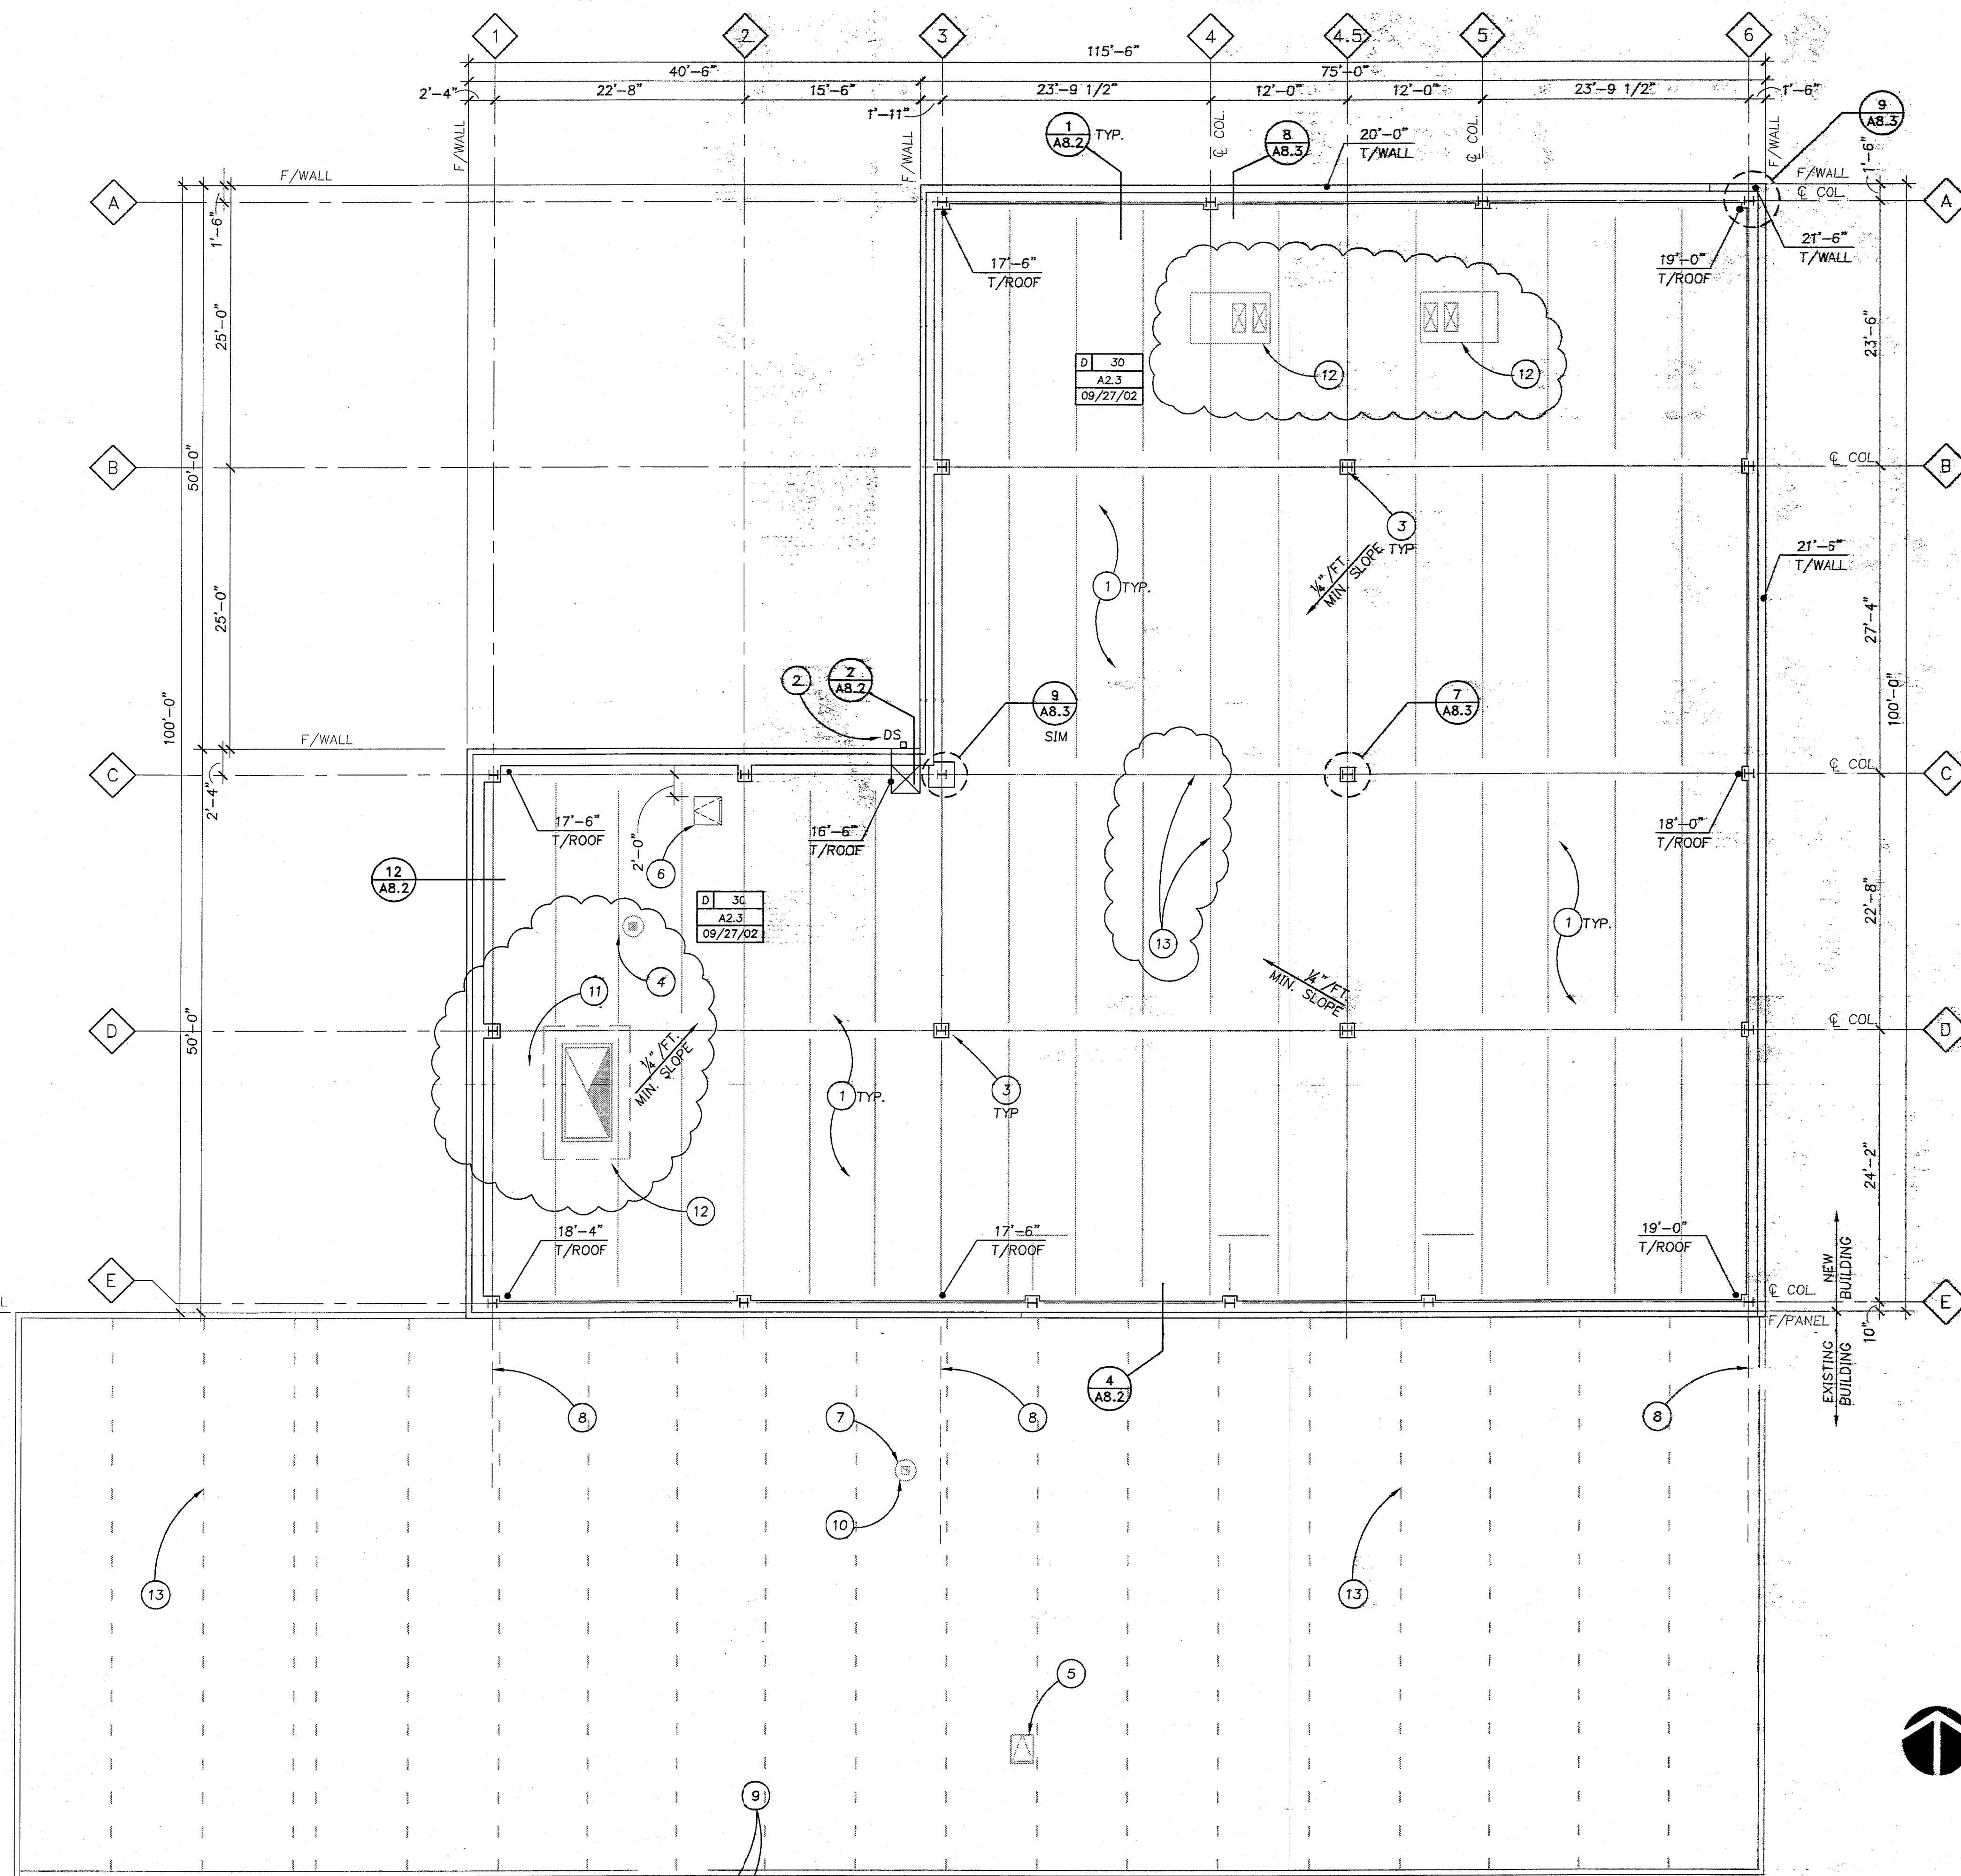 1 2 3 4 4.5 5 6
115'-6"
40'-6" 75'-0"
2'-4" 22'-8" 15'-6" 1'-11" 23'-9 1/2" 12'-0" 12'-0" 23'-9 1/2" 1'-6"
F/WALL
F/WALL
F/WALL
℄ COL.
℄ COL.
F/WALL
1
A8.2
TYP.
8
A8.3
20'-0"
T/WALL
9
A8.3
F/WALL
℄ COL
1'-6"
A
A
1'-6"
17'-6"
T/ROOF
19'-0"
T/ROOF
21'-6"
T/WALL
25'-0"
23'-6"
D 30
A2.3
09/27/02
12
12
B
50'-0"
℄ COL
B
3
TYP
1/4"/FT.
MIN. SLOPE
21'-6"
T/WALL
1 TYP.
25'-0"
27'-4"
100'-0"
100'-0"
2
2
A8.2
DS
9
A8.3
SIM
7
A8.3
F/WALL
C
℄ COL
C
2'-4"
17'-6"
T/ROOF
2'-0"
6
16'-6"
T/ROOF
18'-0"
T/ROOF
12
A8.2
D 30
A2.3
09/27/02
22'-8"
4
11
13
1 TYP.
1/4"/FT.
MIN. SLOPE
D
50'-0"
℄ COL
D
1/4"/FT.
MIN. SLOPE
1 TYP.
3
TYP
24'-2"
12
18'-4"
T/ROOF
17'-6"
T/ROOF
19'-0"
T/ROOF
NEW
BUILDING
E
℄ COL.
E
F/PANEL
10"
EXISTING
BUILDING
4
A8.2
8
7
8
8
10
13
13
5
9